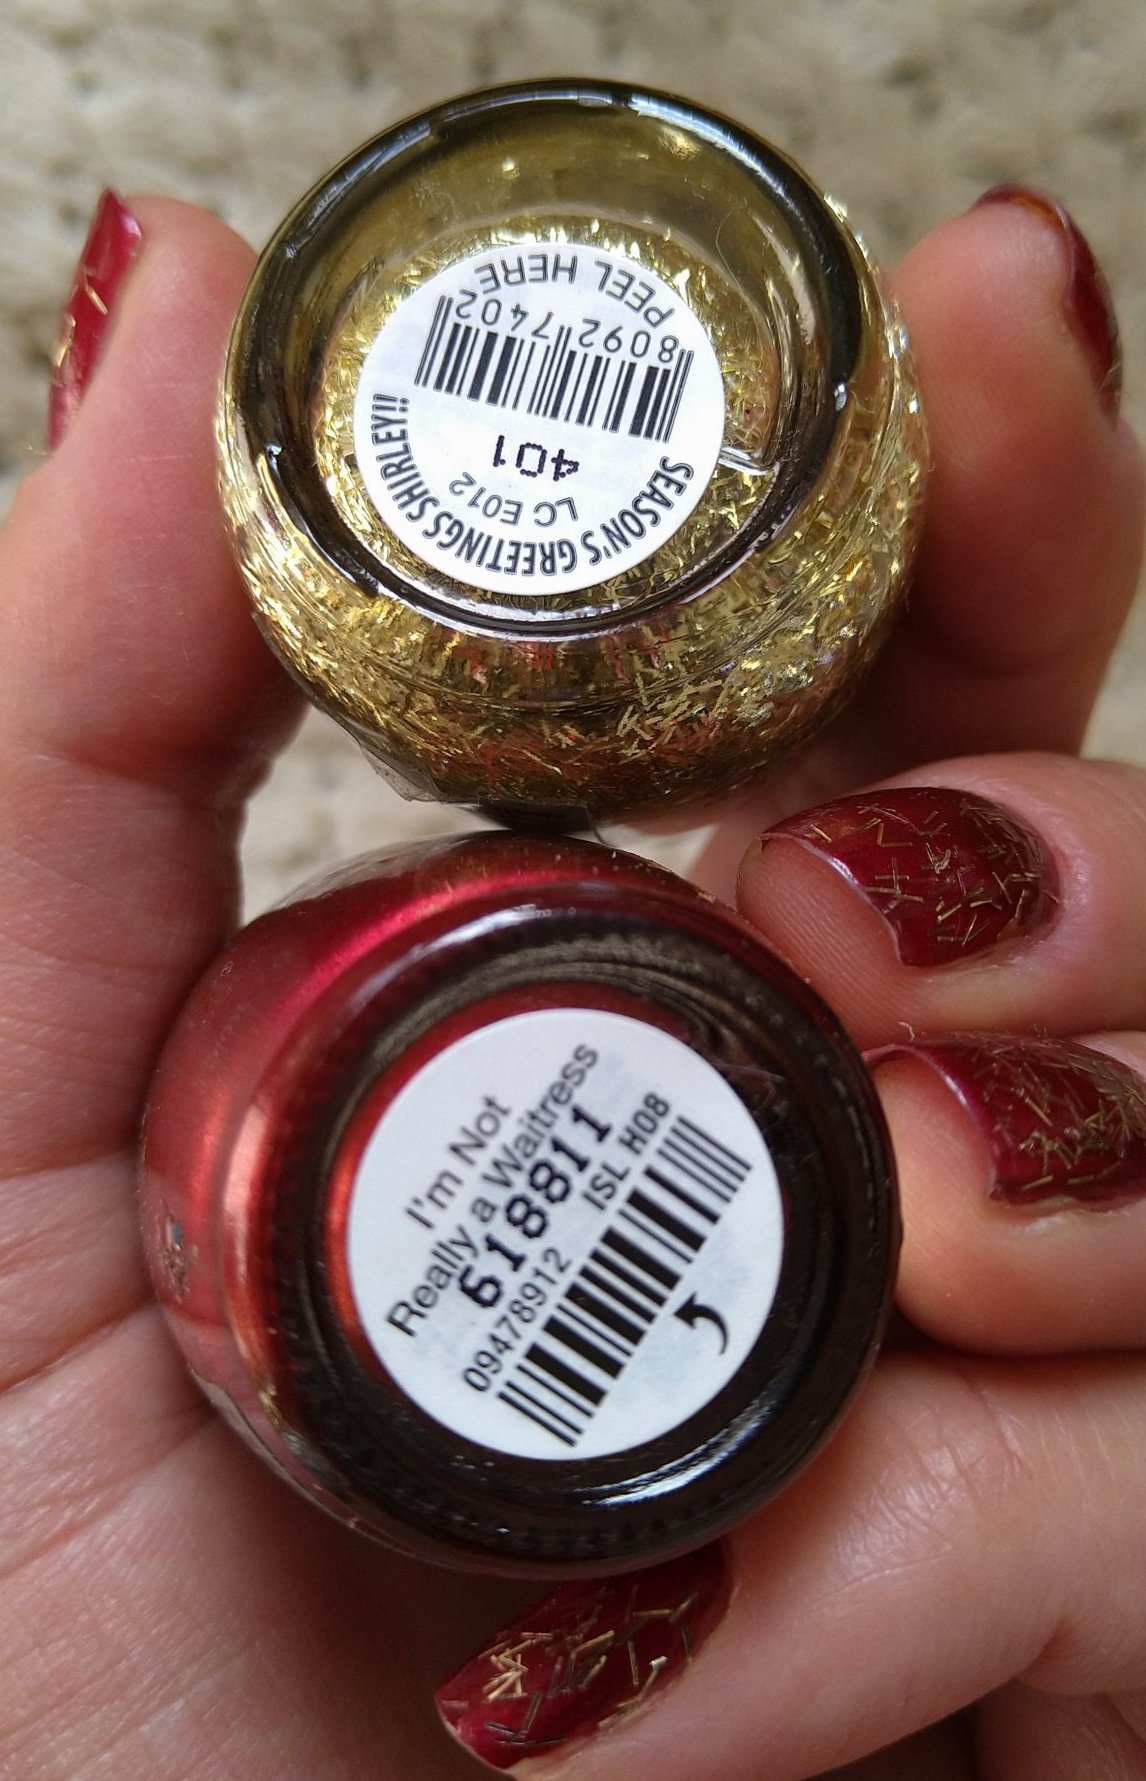 PEEL HERE?
8092 7402
401
LC E012
SEASON'S GREETINGS SHIRLEY!!
I'm Not
Really a Waitress
618811
ISL H08
09478912